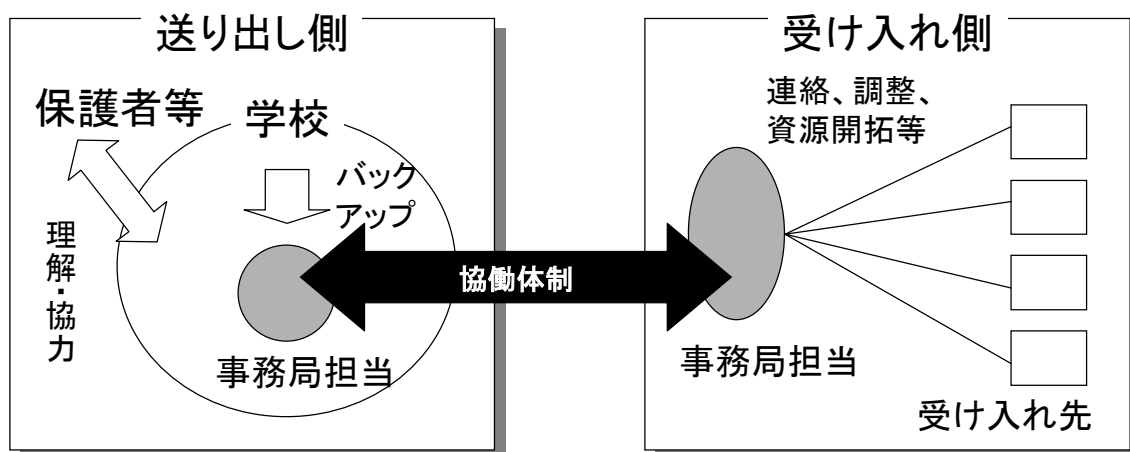 送り出し側
保護者等
学校
バック
アップ
理解・協力
事務局担当
協働体制
受け入れ側
連絡、調整、
資源開拓等
事務局担当
受け入れ先